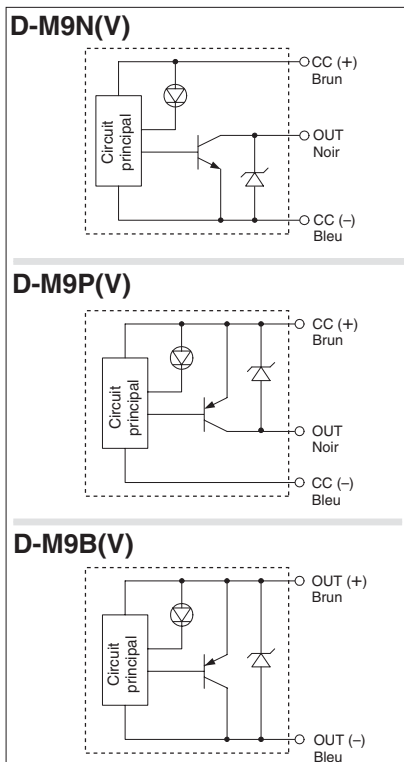 D-M9N(V)
CC (+)
Brun
Circuit
principal
OUT
Noir
CC (–)
Bleu
D-M9P(V)
CC (+)
Brun
Circuit
principal
OUT
Noir
CC (–)
Bleu
D-M9B(V)
OUT (+)
Brun
Circuit
principal
OUT (–)
Bleu